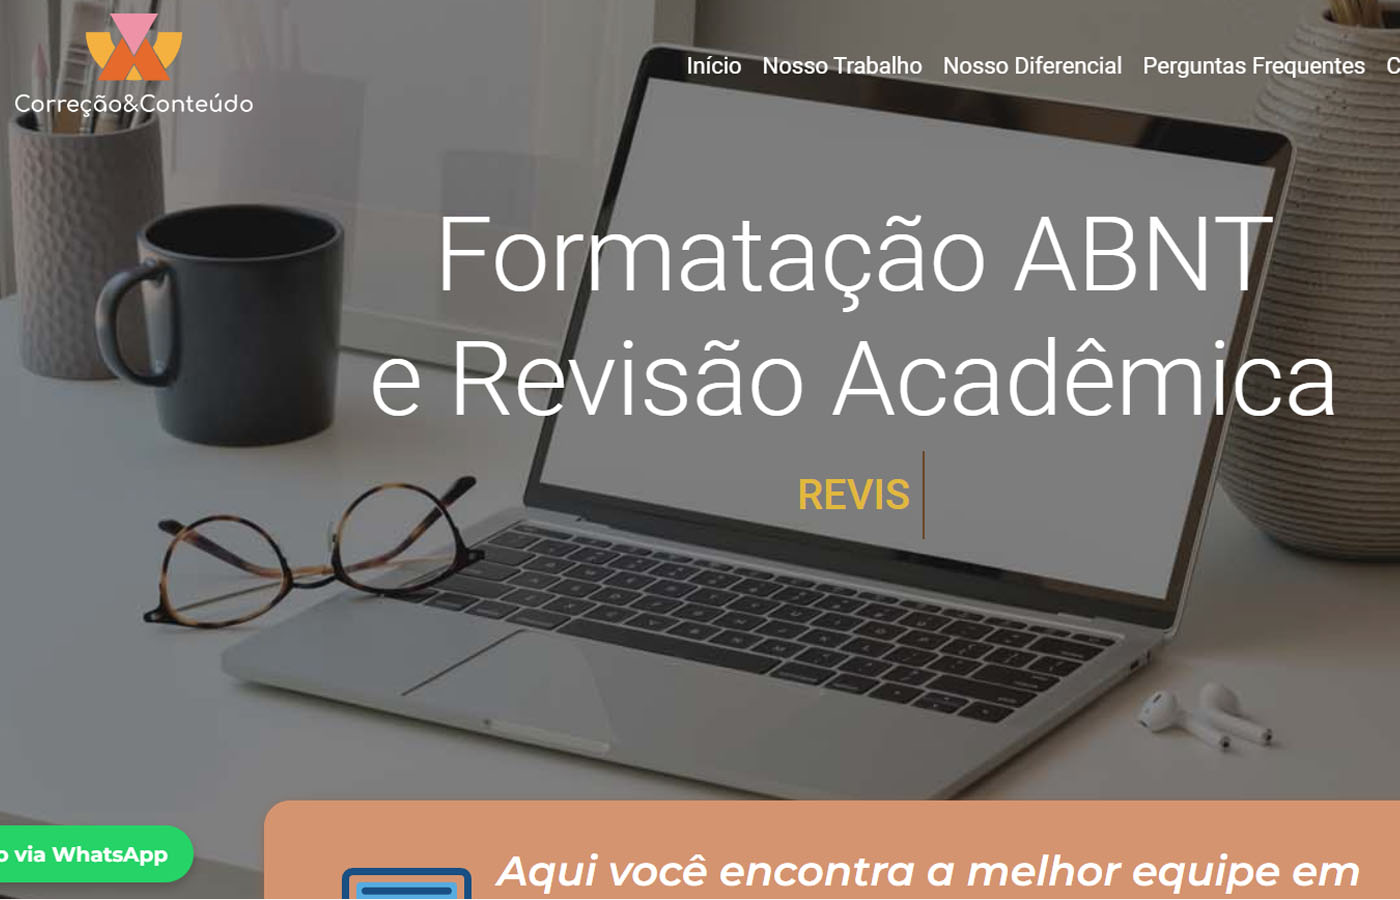 Correção&Conteúdo
Início Nosso Trabalho Nosso Diferencial Perguntas Frequentes C
Formatação ABNT
e Revisão Acadêmica
REVIS
o via WhatsApp
Aqui você encontra a melhor equipe em